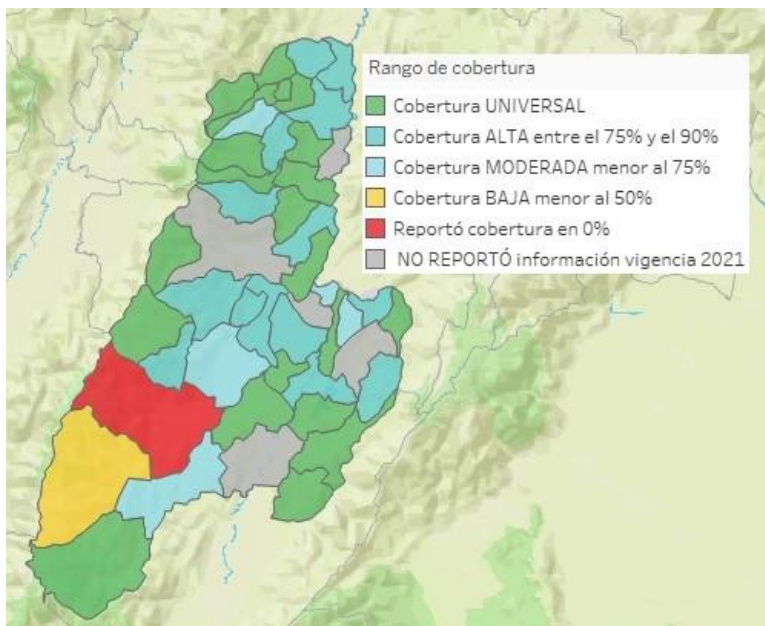 Rango de cobertura
Cobertura UNIVERSAL
Cobertura ALTA entre el 75% y el 90%
Cobertura MODERADA menor al 75%
Cobertura BAJA menor al 50%
Reportó cobertura en 0%
NO REPORTÓ información vigencia 2021